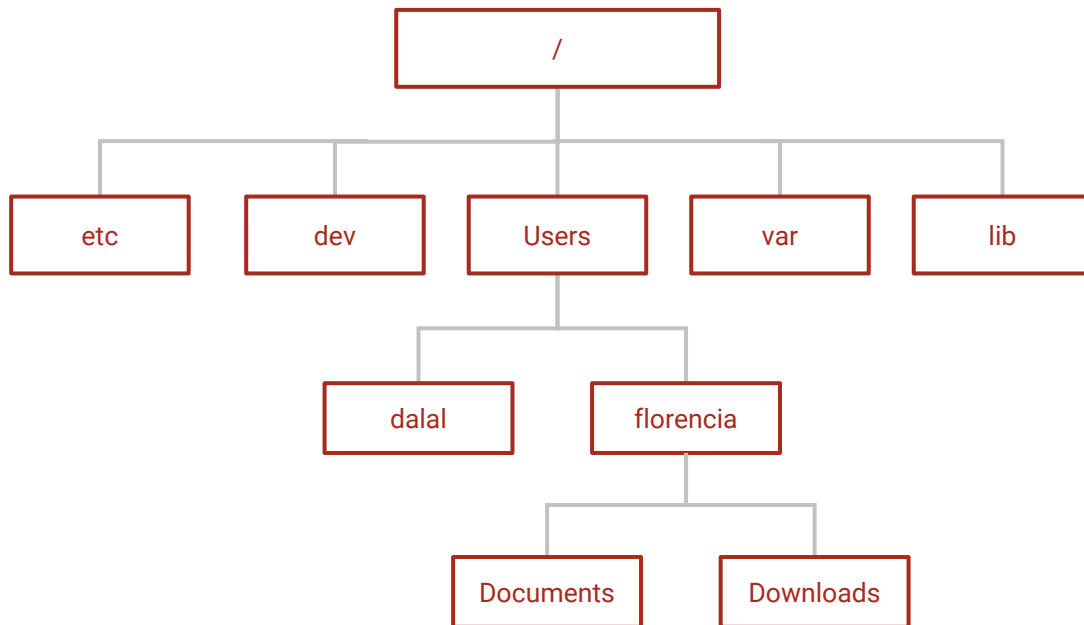 /
etc
dev
Users
var
lib
dalal
florencia
Documents
Downloads